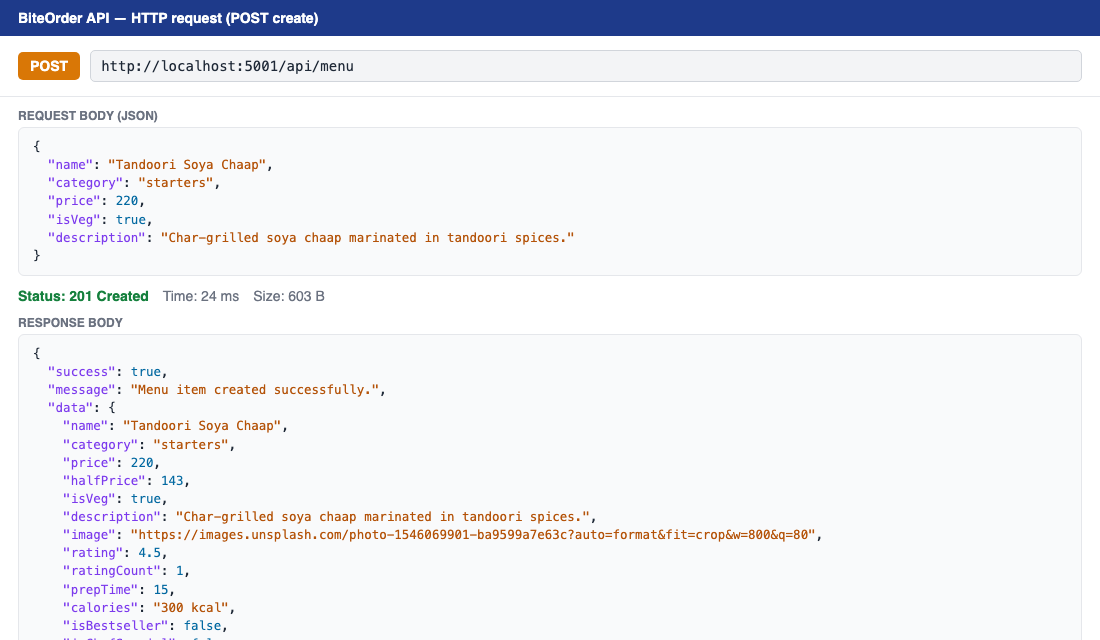 BiteOrder API — HTTP request (POST create)
POST http://localhost:5001/api/menu
REQUEST BODY (JSON)
{
  "name": "Tandoori Soya Chaap",
  "category": "starters",
  "price": 220,
  "isVeg": true,
  "description": "Char-grilled soya chaap marinated in tandoori spices."
}
Status: 201 Created Time: 24 ms Size: 603 B
RESPONSE BODY
{
  "success": true,
  "message": "Menu item created successfully.",
  "data": {
    "name": "Tandoori Soya Chaap",
    "category": "starters",
    "price": 220,
    "halfPrice": 143,
    "isVeg": true,
    "description": "Char-grilled soya chaap marinated in tandoori spices.",
    "image": "https://images.unsplash.com/photo-1546069901-ba9599a7e63c?auto=format&fit=crop&w=800&q=80",
    "rating": 4.5,
    "ratingCount": 1,
    "prepTime": 15,
    "calories": "300 kcal",
    "isBestseller": false,